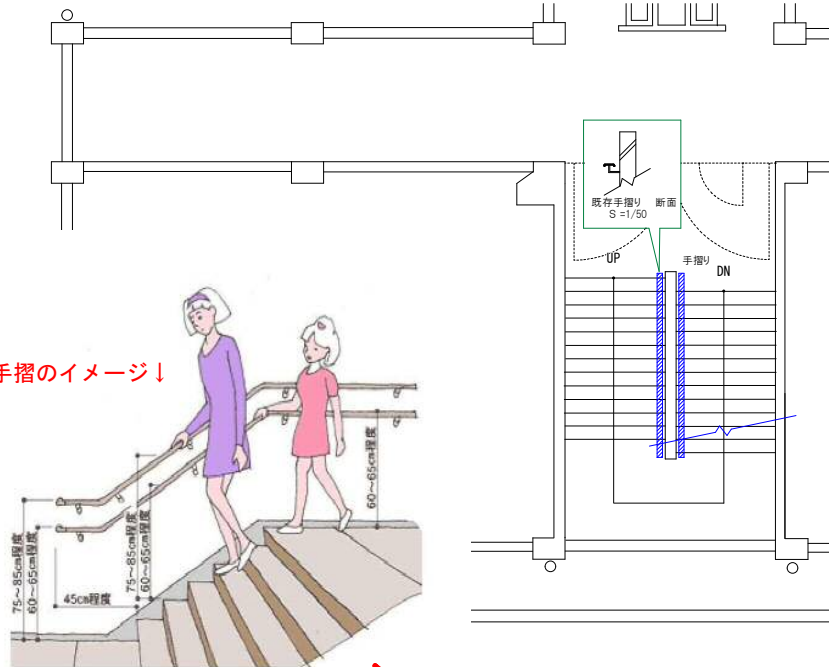 既存手摺り 断面
S =1/50
UP
手摺り
DN
手摺のイメージ↓
75～85cm程度
60～65cm程度
45cm程度
75～85cm程度
60～65cm程度
60～65cm程度